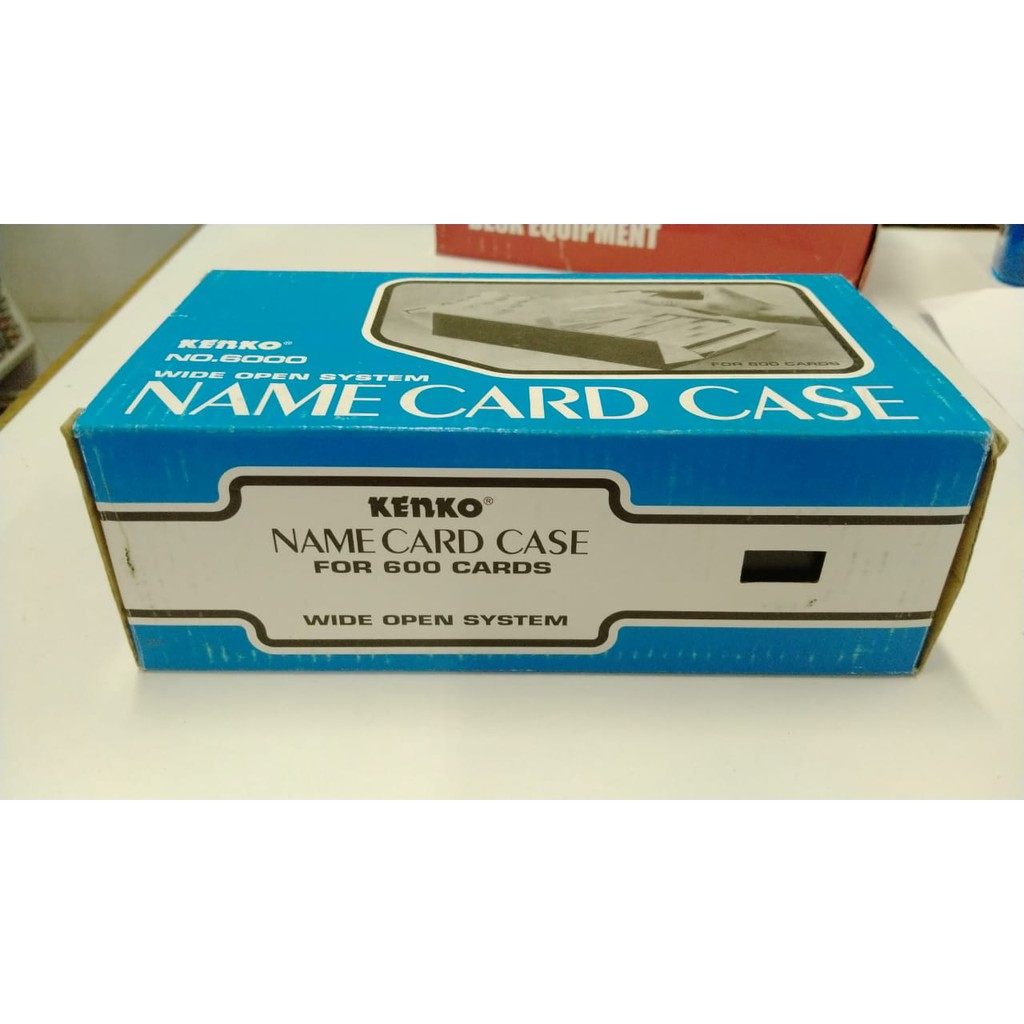 DESK EQUIPMENT
KENKO®
NO.6000
WIDE OPEN SYSTEM
NAME CARD CASE
FOR 600 CARDS
KENKO®
NAME CARD CASE
FOR 600 CARDS
WIDE OPEN SYSTEM